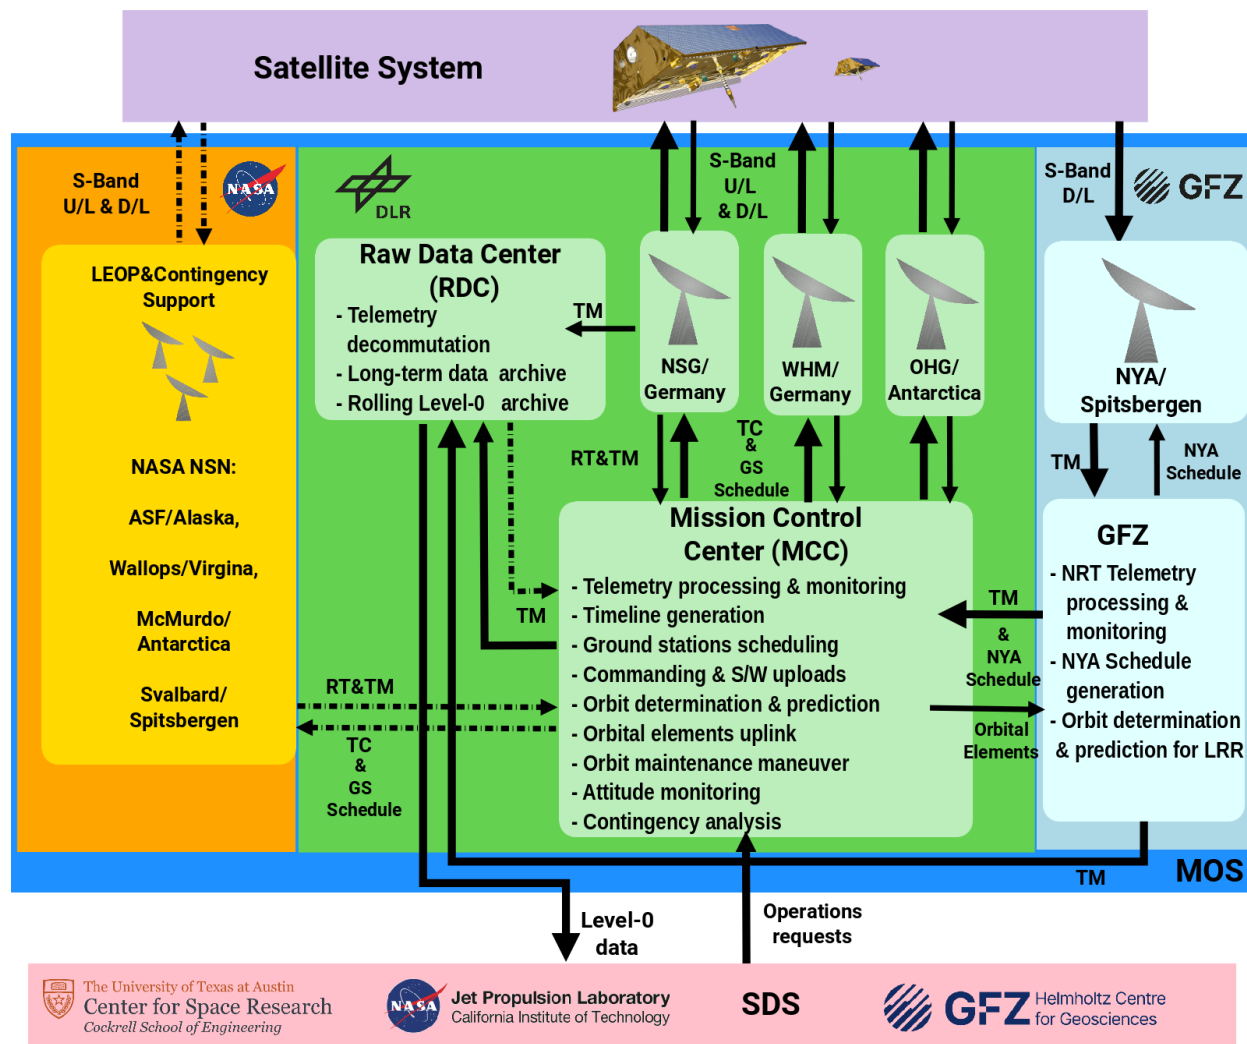 Satellite System
S-Band
U/L & D/L
NASA
LEOP&Contingency
Support
NASA NSN:
ASF/Alaska,
Wallops/Virgina,
McMurdo/
Antarctica
Svalbard/
Spitsbergen
DLR
Raw Data Center
(RDC)
- Telemetry
decommutation
- Long-term data archive
- Rolling Level-0 archive
TM
S-Band
U/L
& D/L
NSG/
Germany
WHM/
Germany
OHG/
Antarctica
S-Band
D/L
GFZ
NYA/
Spitsbergen
RT&TM
TC
&
GS
Schedule
TM
NYA
Schedule
Mission Control
Center (MCC)
- Telemetry processing & monitoring
- Timeline generation
- Ground stations scheduling
- Commanding & S/W uploads
- Orbit determination & prediction
- Orbital elements uplink
- Orbit maintenance maneuver
- Attitude monitoring
- Contingency analysis
TM
RT&TM
TC
&
GS
Schedule
TM
&
NYA
Schedule
Orbital
Elements
GFZ
- NRT Telemetry
processing &
monitoring
- NYA Schedule
generation
- Orbit determination
& prediction for LRR
TM
MOS
Level-0
data
Operations
requests
The University of Texas at Austin
Center for Space Research
Cockrell School of Engineering
NASA
Jet Propulsion Laboratory
California Institute of Technology
SDS
GFZ
Helmholtz Centre
for Geosciences